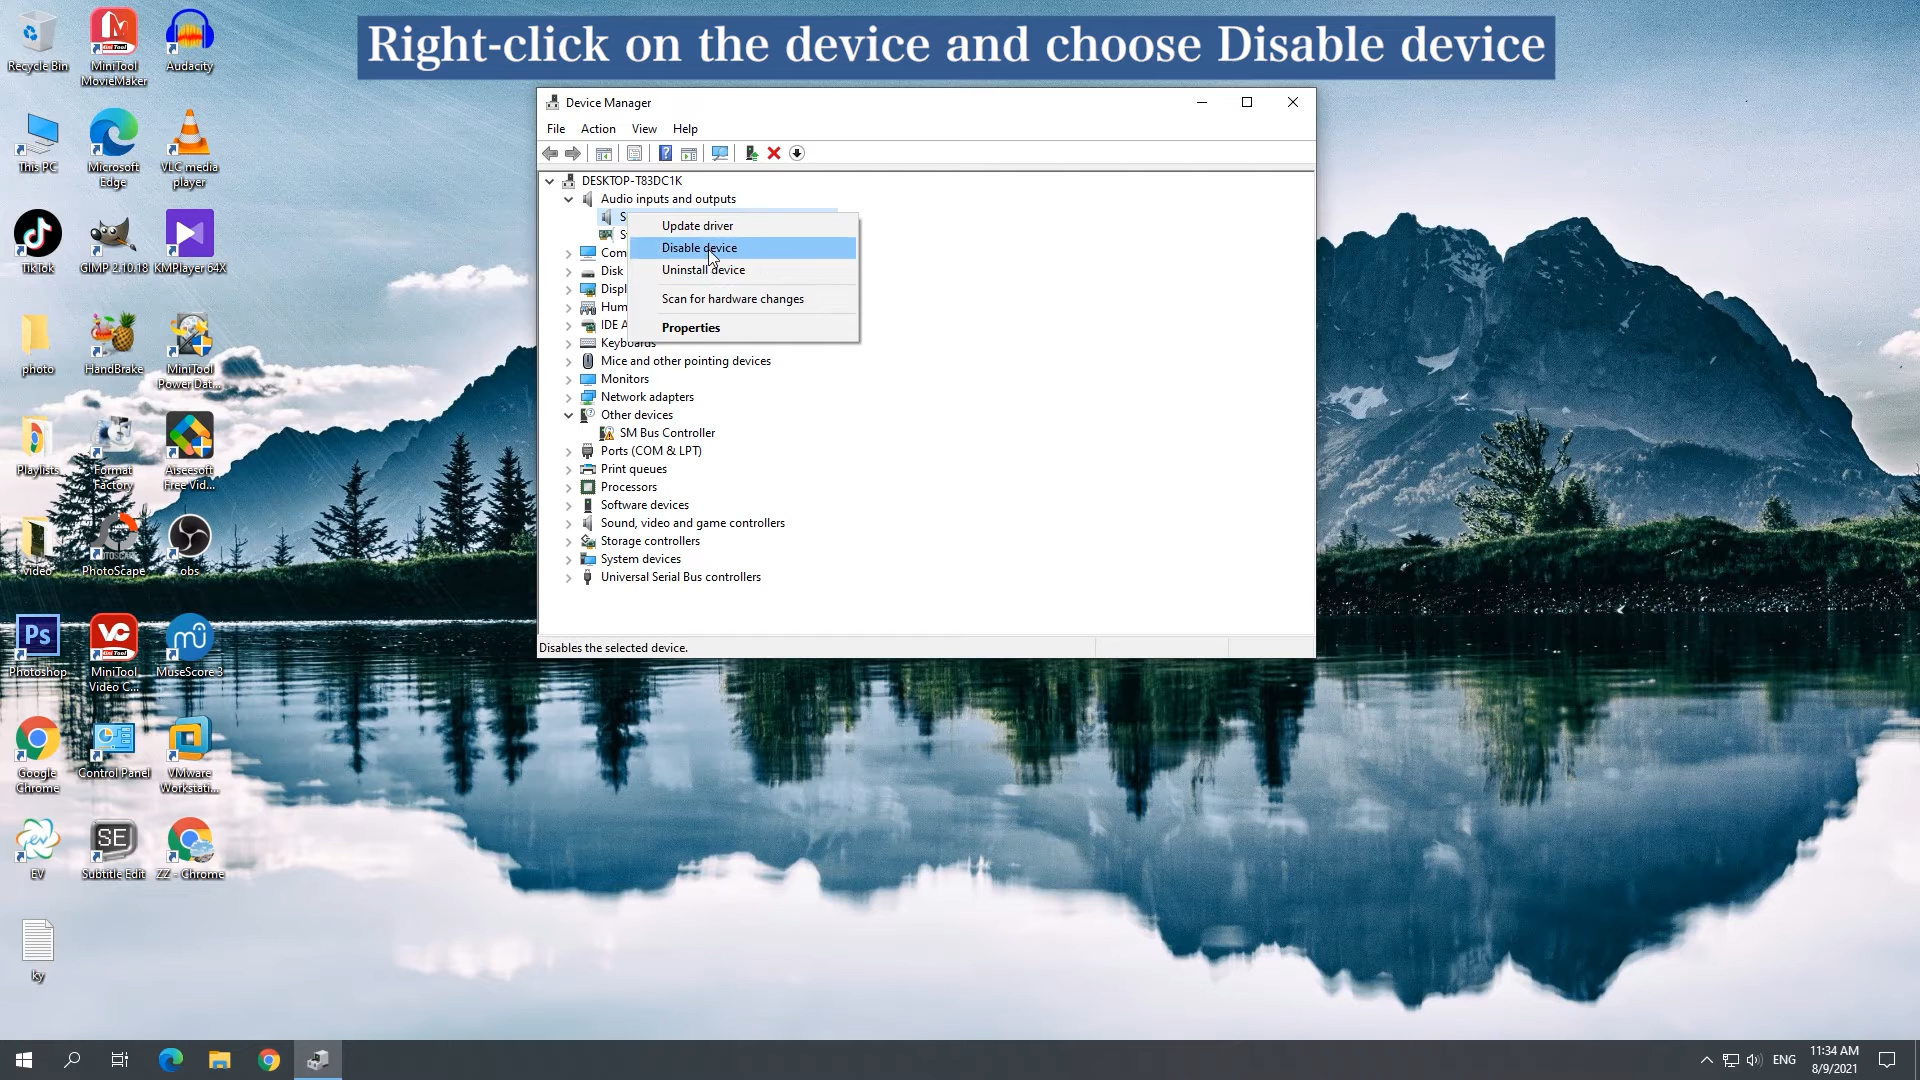 Right-click on the device and choose Disable device
Recycle Bin
MiniTool
MovieMaker
Audacity
This PC
Microsoft
Edge
VLC media
player
TikTok
GIMP 2.10.18
KMPlayer 64X
photo
HandBrake
MiniTool
Power Dat...
Playlists
Format
Factory
Aiseesoft
Free Vid...
video
PhotoScape
obs
Ps
Photoshop
VC
MiniTool
MiniTool
Video C...
MuseScore 3
Google
Chrome
Control Panel
VMware
Workstati...
EV
SE
Subtitle Edit
ZZ - Chrome
ky
Device Manager
File Action View Help
DESKTOP-T83DC1K
Audio inputs and outputs
S
S
Com
Disk
Displ
Hum
IDE A
Keyboards
Mice and other pointing devices
Monitors
Network adapters
Other devices
SM Bus Controller
Ports (COM & LPT)
Print queues
Processors
Software devices
Sound, video and game controllers
Storage controllers
System devices
Universal Serial Bus controllers
Update driver
Disable device
Uninstall device
Scan for hardware changes
Properties
Disables the selected device.
ENG
11:34 AM
8/9/2021